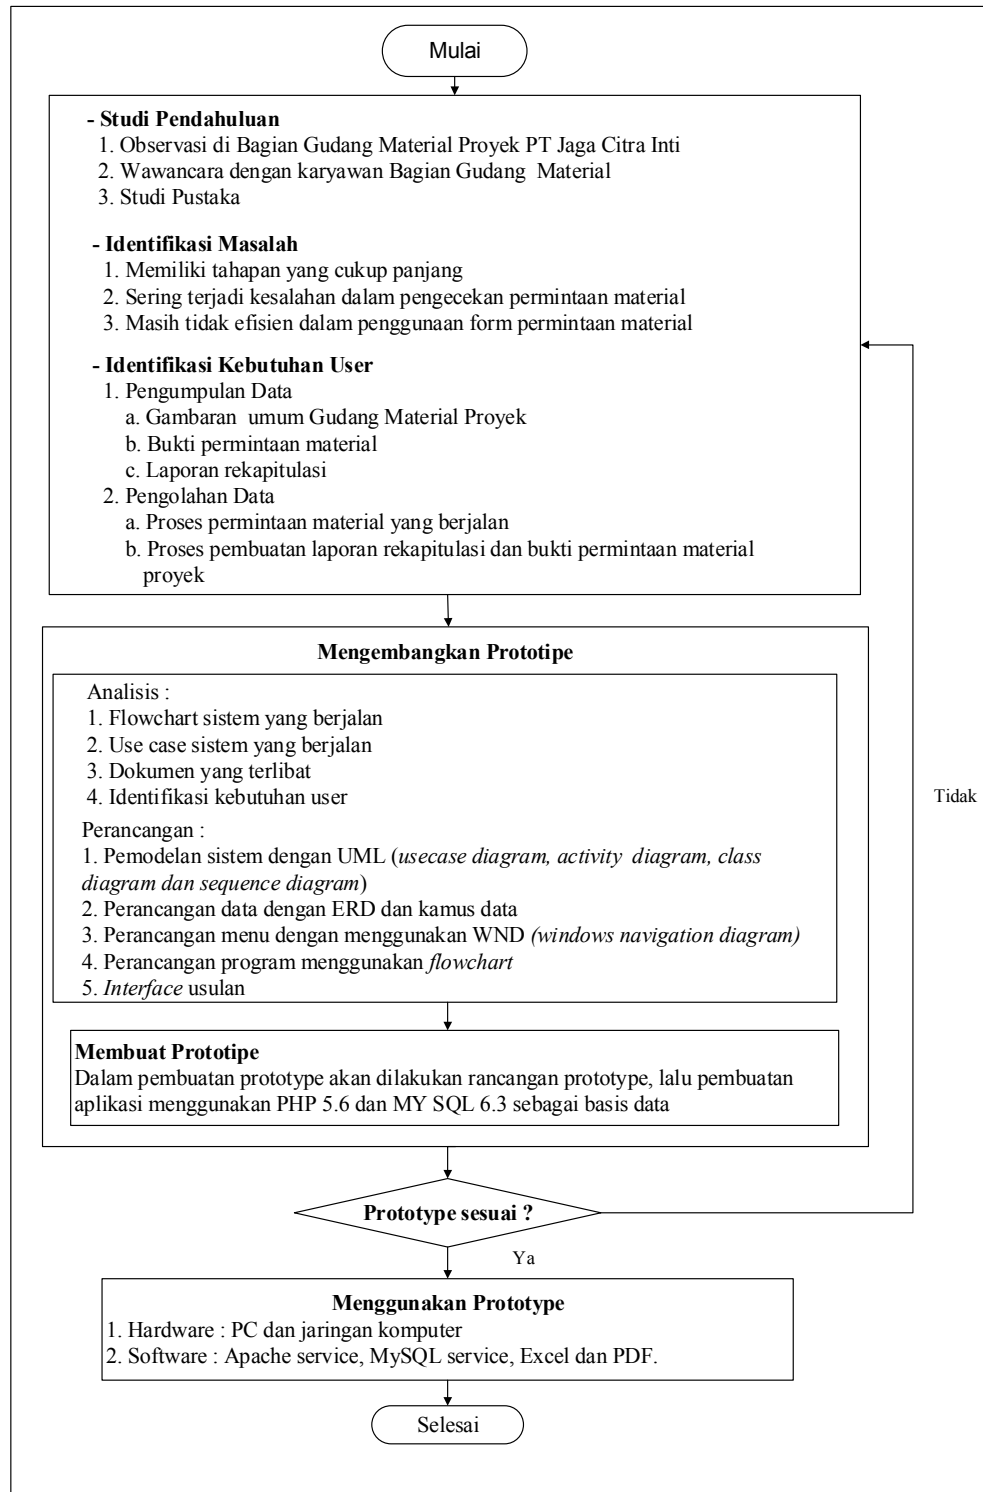 Mulai
- Studi Pendahuluan
1. Observasi di Bagian Gudang Material Proyek PT Jaga Citra Inti
2. Wawancara dengan karyawan Bagian Gudang Material
3. Studi Pustaka
- Identifikasi Masalah
1. Memiliki tahapan yang cukup panjang
2. Sering terjadi kesalahan dalam pengecekan permintaan material
3. Masih tidak efisien dalam penggunaan form permintaan material
- Identifikasi Kebutuhan User
1. Pengumpulan Data
a. Gambaran umum Gudang Material Proyek
b. Bukti permintaan material
c. Laporan rekapitulasi
2. Pengolahan Data
a. Proses permintaan material yang berjalan
b. Proses pembuatan laporan rekapitulasi dan bukti permintaan material
proyek
Mengembangkan Prototipe
Analisis :
1. Flowchart sistem yang berjalan
2. Use case sistem yang berjalan
3. Dokumen yang terlibat
4. Identifikasi kebutuhan user
Perancangan :
1. Pemodelan sistem dengan UML (usecase diagram, activity diagram, class
diagram dan sequence diagram)
2. Perancangan data dengan ERD dan kamus data
3. Perancangan menu dengan menggunakan WND (windows navigation diagram)
4. Perancangan program menggunakan flowchart
5. Interface usulan
Membuat Prototipe
Dalam pembuatan prototype akan dilakukan rancangan prototype, lalu pembuatan
aplikasi menggunakan PHP 5.6 dan MY SQL 6.3 sebagai basis data
Prototype sesuai ?
Tidak
Ya
Menggunakan Prototype
1. Hardware : PC dan jaringan komputer
2. Software : Apache service, MySQL service, Excel dan PDF.
Selesai